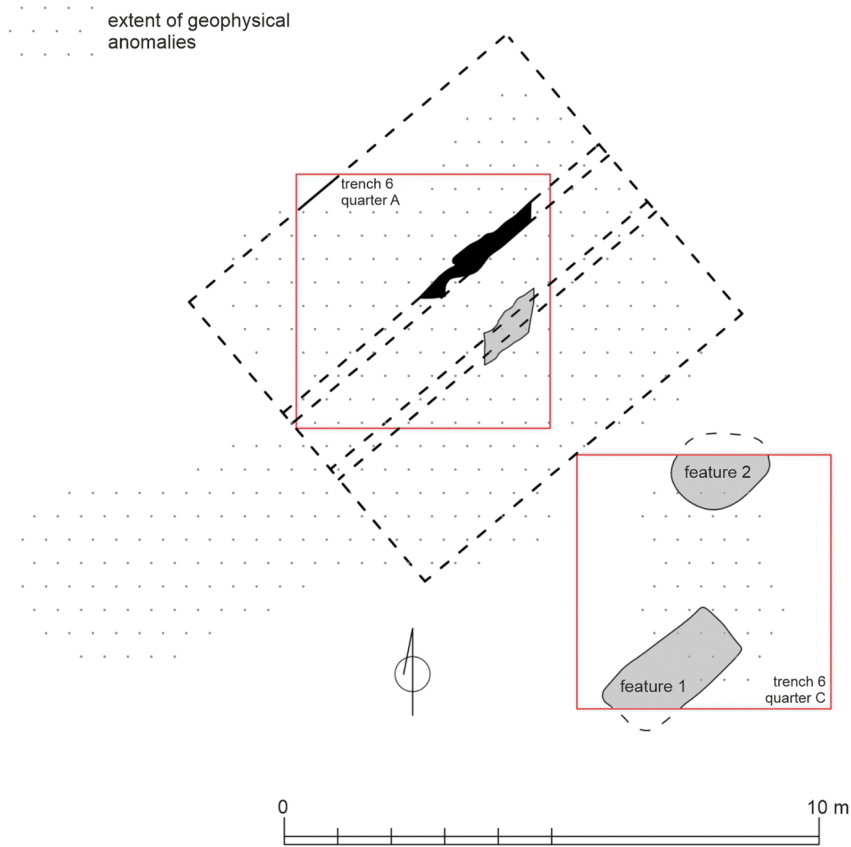 extent of geophysical
anomalies
trench 6
quarter A
feature 2
feature 1
trench 6
quarter C
0
10 m